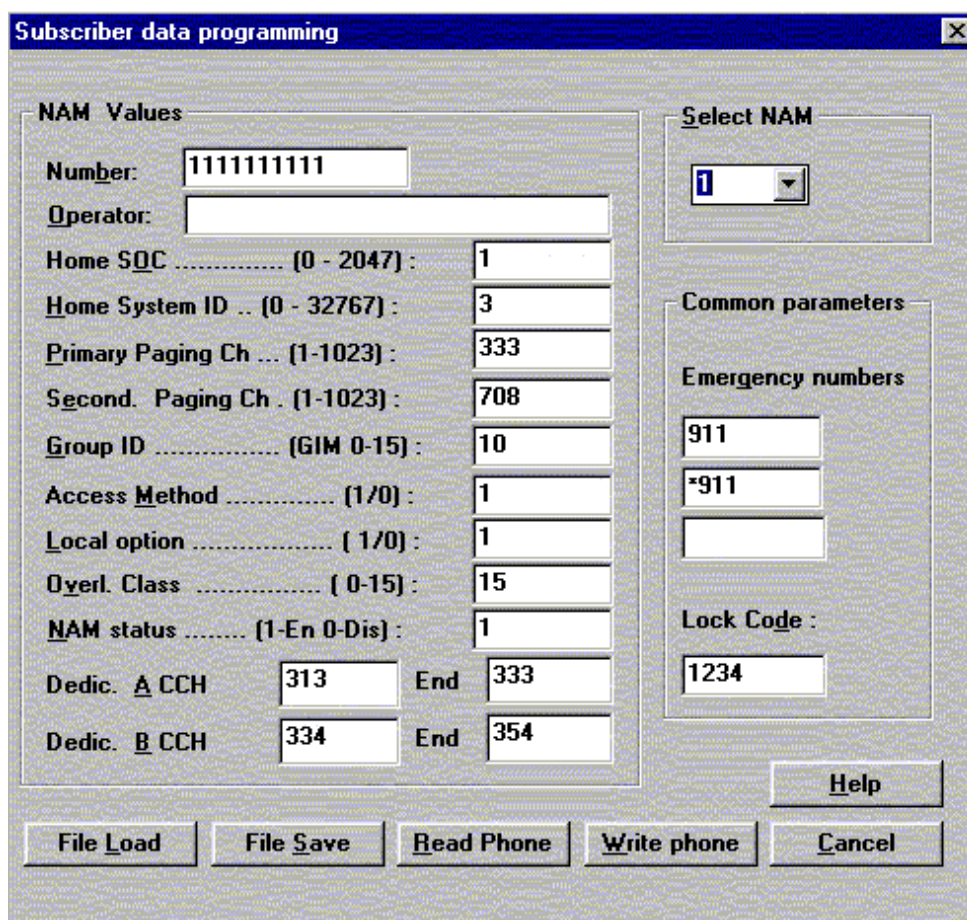 Subscriber data programming
NAM Values
Number: 1111111111
Operator:
Home SOC ............. (0 - 2047) : 1
Home System ID .. (0 - 32767) : 3
Primary Paging Ch ... (1-1023) : 333
Second. Paging Ch . (1-1023) : 708
Group ID ................ (GIM 0-15) : 10
Access Method .............. (1/0) : 1
Local option .................. ( 1/0) : 1
Overl. Class .............. ( 0-15) : 15
NAM status ........ (1-En 0-Dis) : 1
Dedic. A CCH 313 End 333
Dedic. B CCH 334 End 354
Select NAM
1
Common parameters
Emergency numbers
911
*911
Lock Code :
1234
Help
File Load File Save Read Phone Write phone Cancel